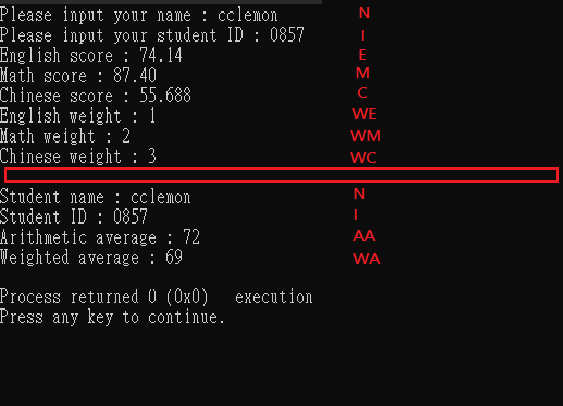 Please input your name : cclemon N
Please input your student ID : 0857 I
English score : 74.14 E
Math score : 87.40 M
Chinese score : 55.688 C
English weight : 1 WE
Math weight : 2 WM
Chinese weight : 3 WC
Student name : cclemon N
Student ID : 0857 I
Arithmetic average : 72 AA
Weighted average : 69 WA
Process returned 0 (0x0) execution
Press any key to continue.